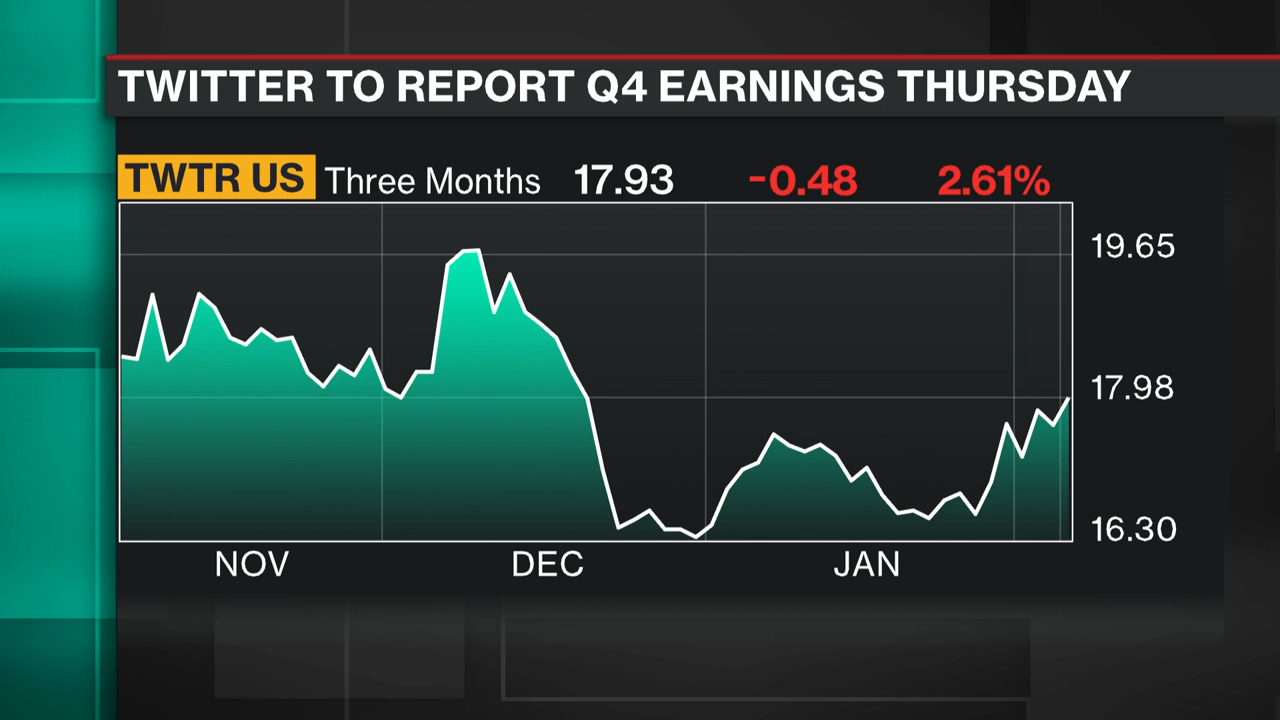 TWITTER TO REPORT Q4 EARNINGS THURSDAY
TWTR US Three Months 17.93 -0.48 2.61%
19.65
17.98
16.30
NOV DEC JAN